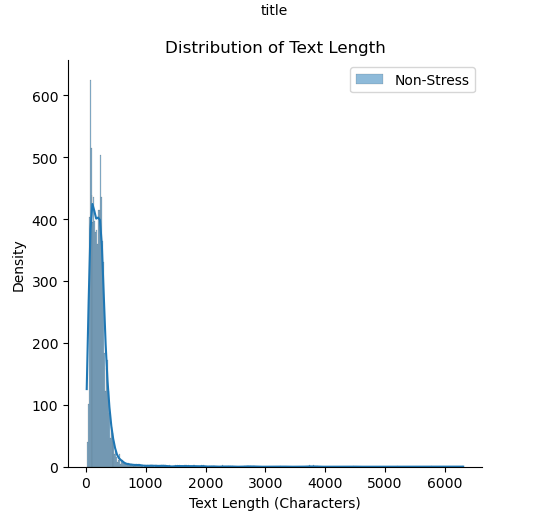 title
Distribution of Text Length
Non-Stress
600
500
400
300
200
100
0
Density
0 1000 2000 3000 4000 5000 6000
Text Length (Characters)